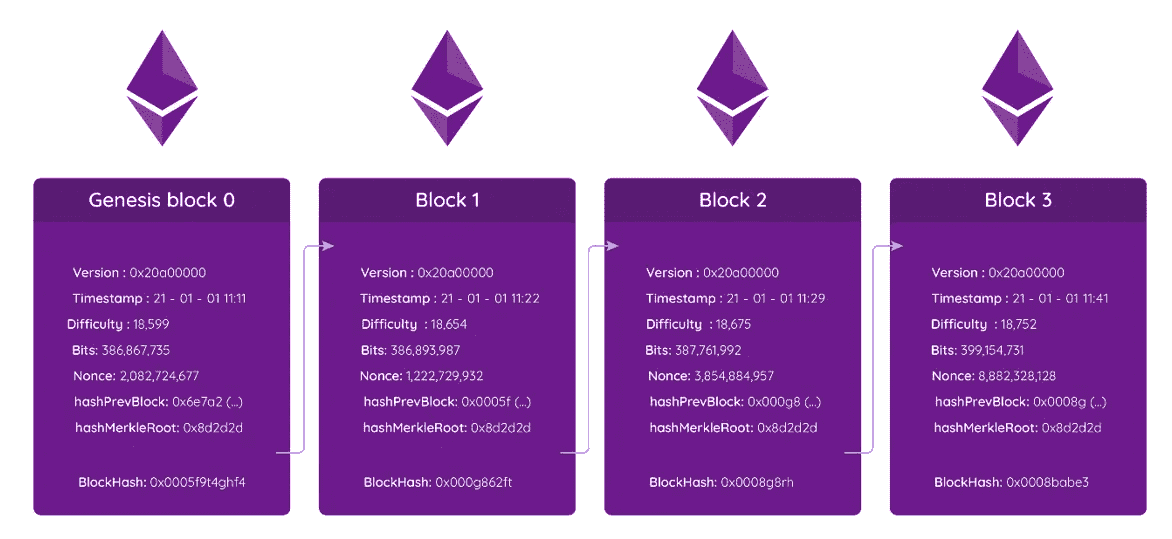 Genesis block 0
Version : 0x20a00000
Timestamp : 21 - 01 - 01 11:11
Difficulty : 18,599
Bits: 386,867,735
Nonce: 2,082,724,677
hashPrevBlock: 0x6e7a2 (...)
hashMerkleRoot: 0x8d2d2d
BlockHash: 0x0005f9t4ghf4
Block 1
Version : 0x20a00000
Timestamp : 21 - 01 - 01 11:22
Difficulty : 18,654
Bits: 386,893,987
Nonce: 1,222,729,932
hashPrevBlock: 0x0005f (...)
hashMerkleRoot: 0x8d2d2d
BlockHash: 0x000g862ft
Block 2
Version : 0x20a00000
Timestamp : 21 - 01 - 01 11:29
Difficulty : 18,675
Bits: 387,761,992
Nonce: 3,854,884,957
hashPrevBlock: 0x000g8 (...)
hashMerkleRoot: 0x8d2d2d
BlockHash: 0x0008g8rh
Block 3
Version : 0x20a00000
Timestamp : 21 - 01 - 01 11:41
Difficulty : 18,752
Bits: 399,154,731
Nonce: 8,882,328,128
hashPrevBlock: 0x0008g (...)
hashMerkleRoot: 0x8d2d2d
BlockHash: 0x0008babe3